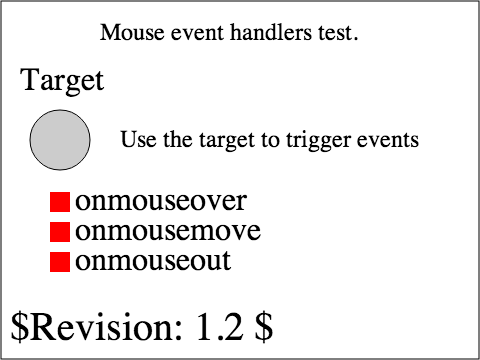 Mouse event handlers test.
Target
Use the target to trigger events
onmouseover
onmousemove
onmouseout
$Revision: 1.2 $